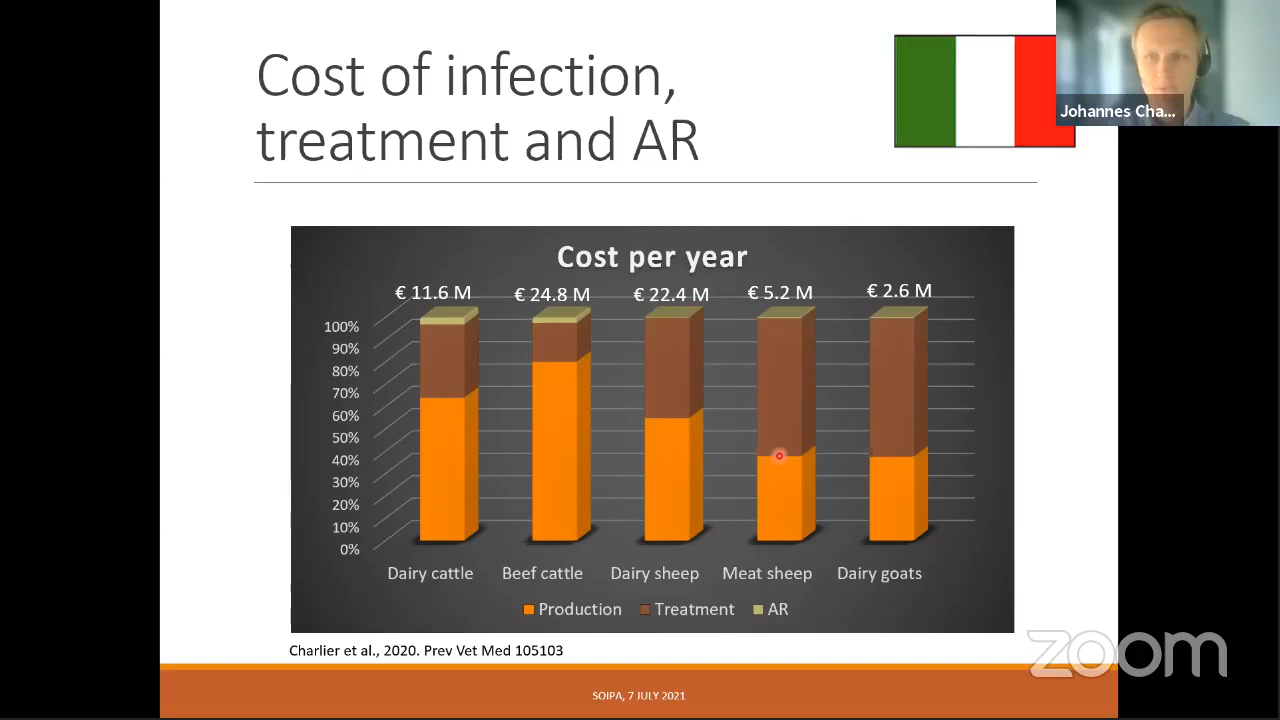 Cost of infection,
treatment and AR
Johannes Cha...
Cost per year
€ 11.6 M
€ 24.8 M
€ 22.4 M
€ 5.2 M
€ 2.6 M
100%
90%
80%
70%
60%
50%
40%
30%
20%
10%
0%
Dairy cattle
Beef cattle
Dairy sheep
Meat sheep
Dairy goats
Production
Treatment
AR
Charlier et al., 2020. Prev Vet Med 105103
zoom
SOIPA, 7 JULY 2021